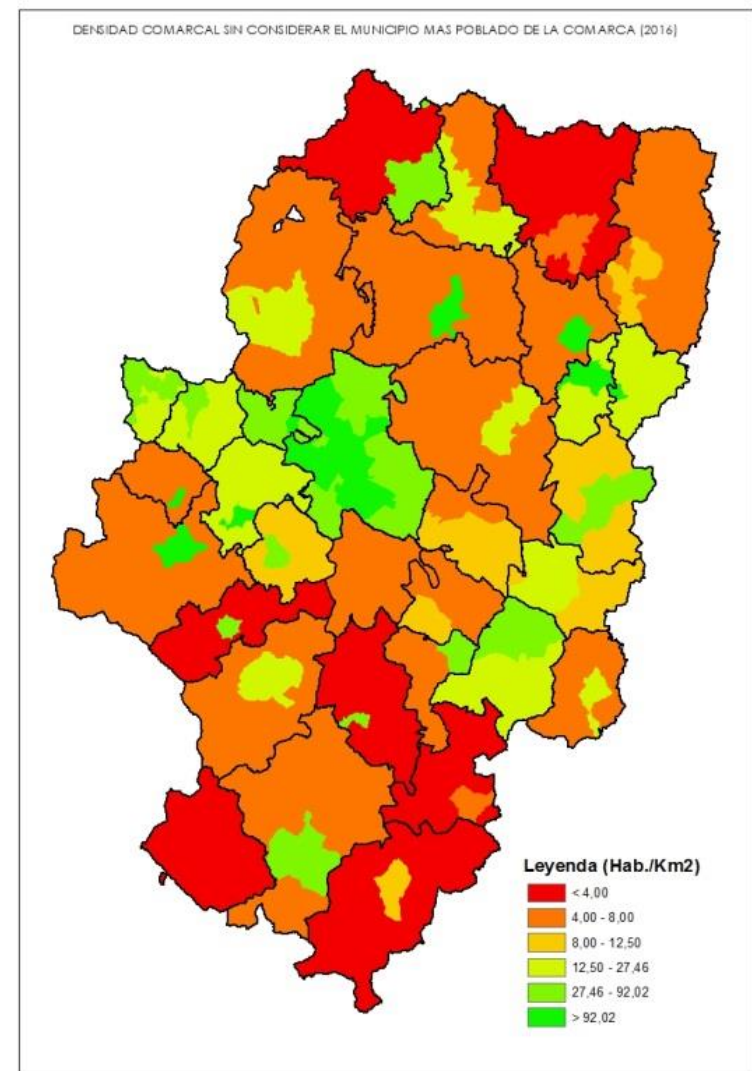 DENSIDAD COMARCAL SIN CONSIDERAR EL MUNICIPIO MAS POBLADO DE LA COMARCA (2016)
Leyenda (Hab./Km2)
< 4,00
4,00 - 8,00
8,00 - 12,50
12,50 - 27,46
27,46 - 92,02
> 92,02